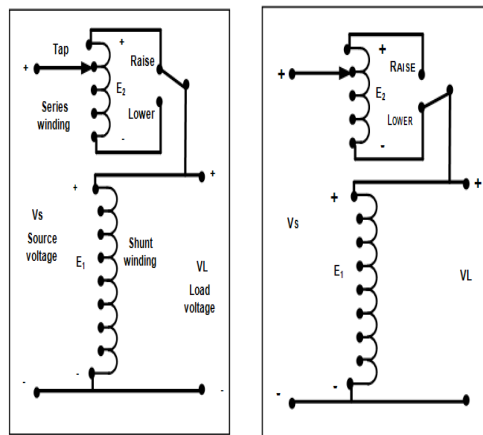 Tap
+
Raise
+
E2
Series
winding
Lower
-
+
+
Vs
Source
voltage
E1
Shunt
winding
VL
Load
voltage
-
-
-
+
RAISE
+
E2
LOWER
-
+
+
Vs
E1
VL
-
-
-